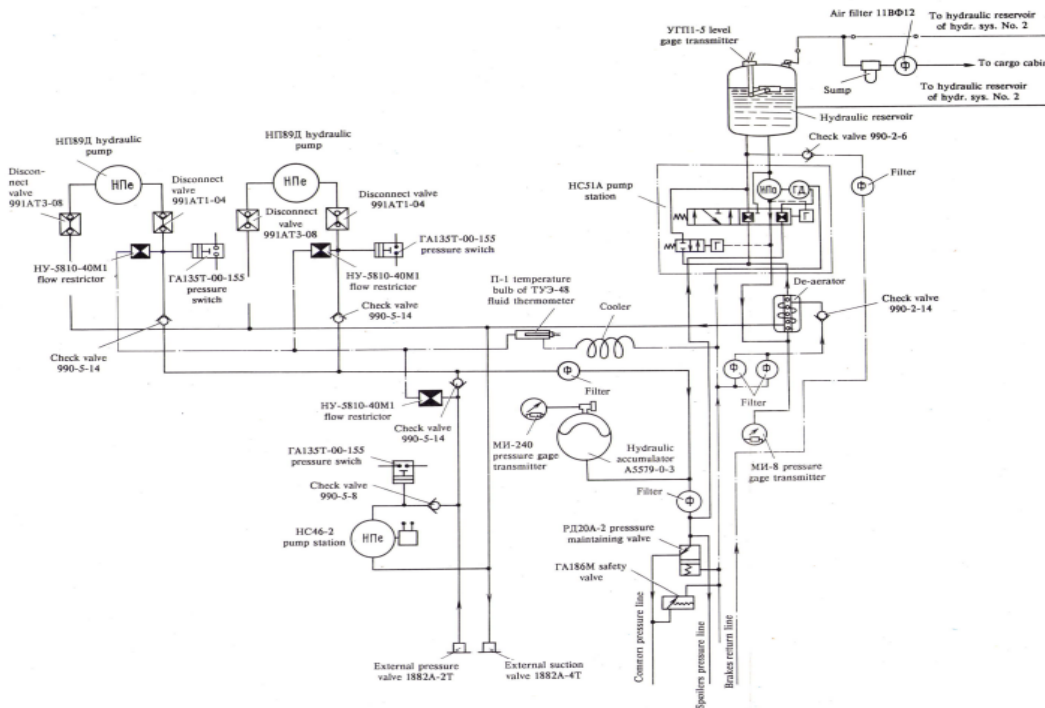 Air filter 11ВФ12
To hydraulic reservoir
of hydr. sys. No. 2
УГП1-5 level
gage transmitter
Ф
To cargo cabin
Sump
To hydraulic reservoir
of hydr. sys. No. 2
Hydraulic reservoir
Check valve 990-2-6
НП89Д hydraulic
pump
НПе
Discon-
nect
valve
991АТ3-08
Disconnect
valve
991АТ1-04
НП89Д hydraulic
pump
НПе
Disconnect valve
991АТ1-04
Disconnect
valve
991АТ3-08
НС51А pump
station
НПа
ГД
Г
Г
Ф
Filter
НУ-5810-40М1
flow restrictor
ГА135Т-00-155
pressure
switch
ГА135Т-00-155
pressure switch
НУ-5810-40М1
flow restrictor
Check valve
990-5-14
Check valve
990-5-14
П-1 temperature
bulb of ТУЭ-48
fluid thermometer
Cooler
De-aerator
Check valve
990-2-14
Ф
Filter
Ф
Ф
Filter
НУ-5810-40М1
flow restrictor
Check valve
990-5-14
МИ-240
pressure gage
transmitter
Hydraulic
accumulator
А5579-0-3
МИ-8 pressure
gage transmitter
ГА135Т-00-155
pressure swich
Check valve
990-5-8
НС46-2
pump station
НПе
Filter
Ф
РД20А-2 presssure
maintaining valve
ГА186М safety
valve
External pressure
valve 1882А-2Т
External suction
valve 1882А-4Т
Common pressure line
Spoilers pressure line
Brakes return line